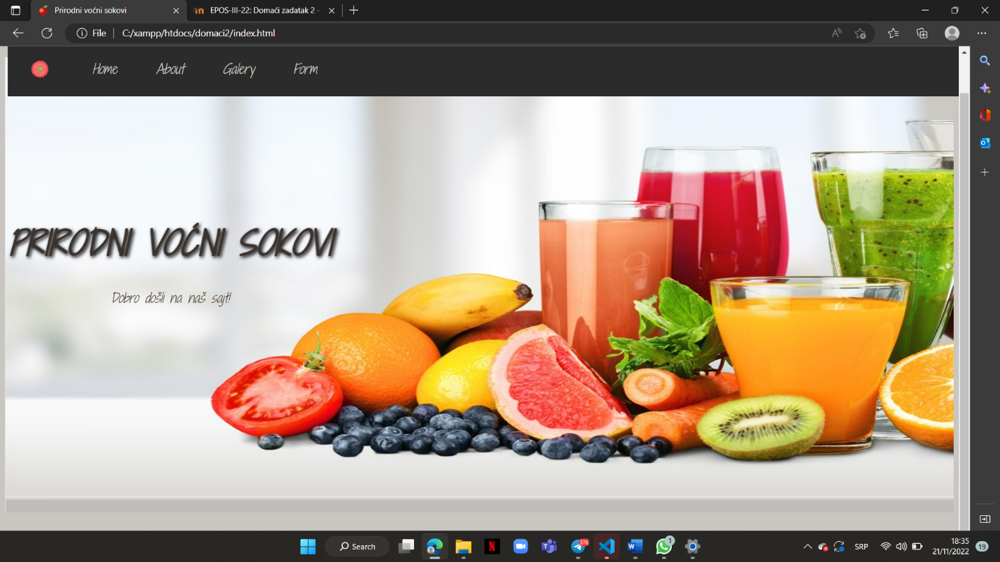 Prirodni voćni sokovi
EPOS-III-22: Domaći zadatak 2 -
File
C:/xampp/htdocs/domaci2/index.html
Home About Galery Form
PRIRODNI VOĆNI SOKOVI
Dobro došli na naš sajt!
Search
N
376
W
1
SRP
18:35
21/11/2022
19